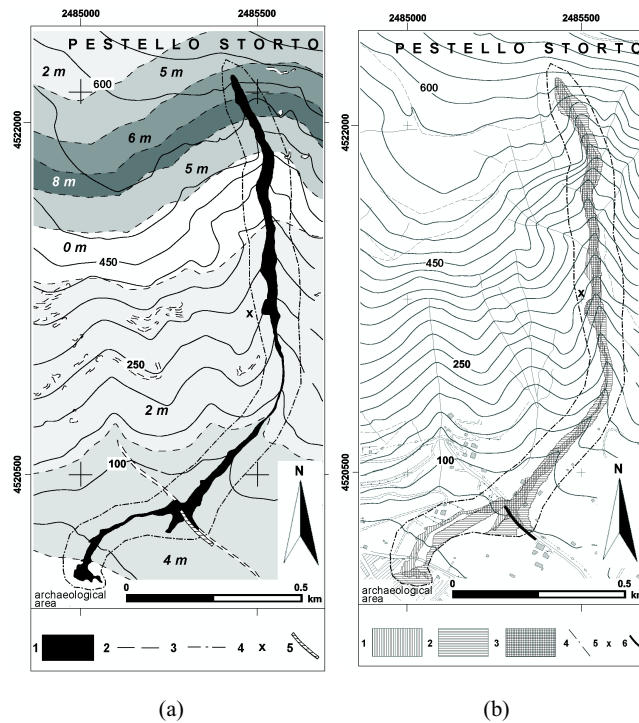 2485000 2485500
PESTELLO STORTO
2 m
5 m
600
4522000
6 m
8 m
5 m
0 m
450
x
250
2 m
100
4520500
N
4 m
archaeological
area
0 0.5
km
1 2 3 4 x 5
(a)
2485000 2485500
PESTELLO STORTO
600
4522000
450
x
250
100
4520500
N
archaeological
area
0 0.5
km
1 2 3 4 5 x 6
(b)